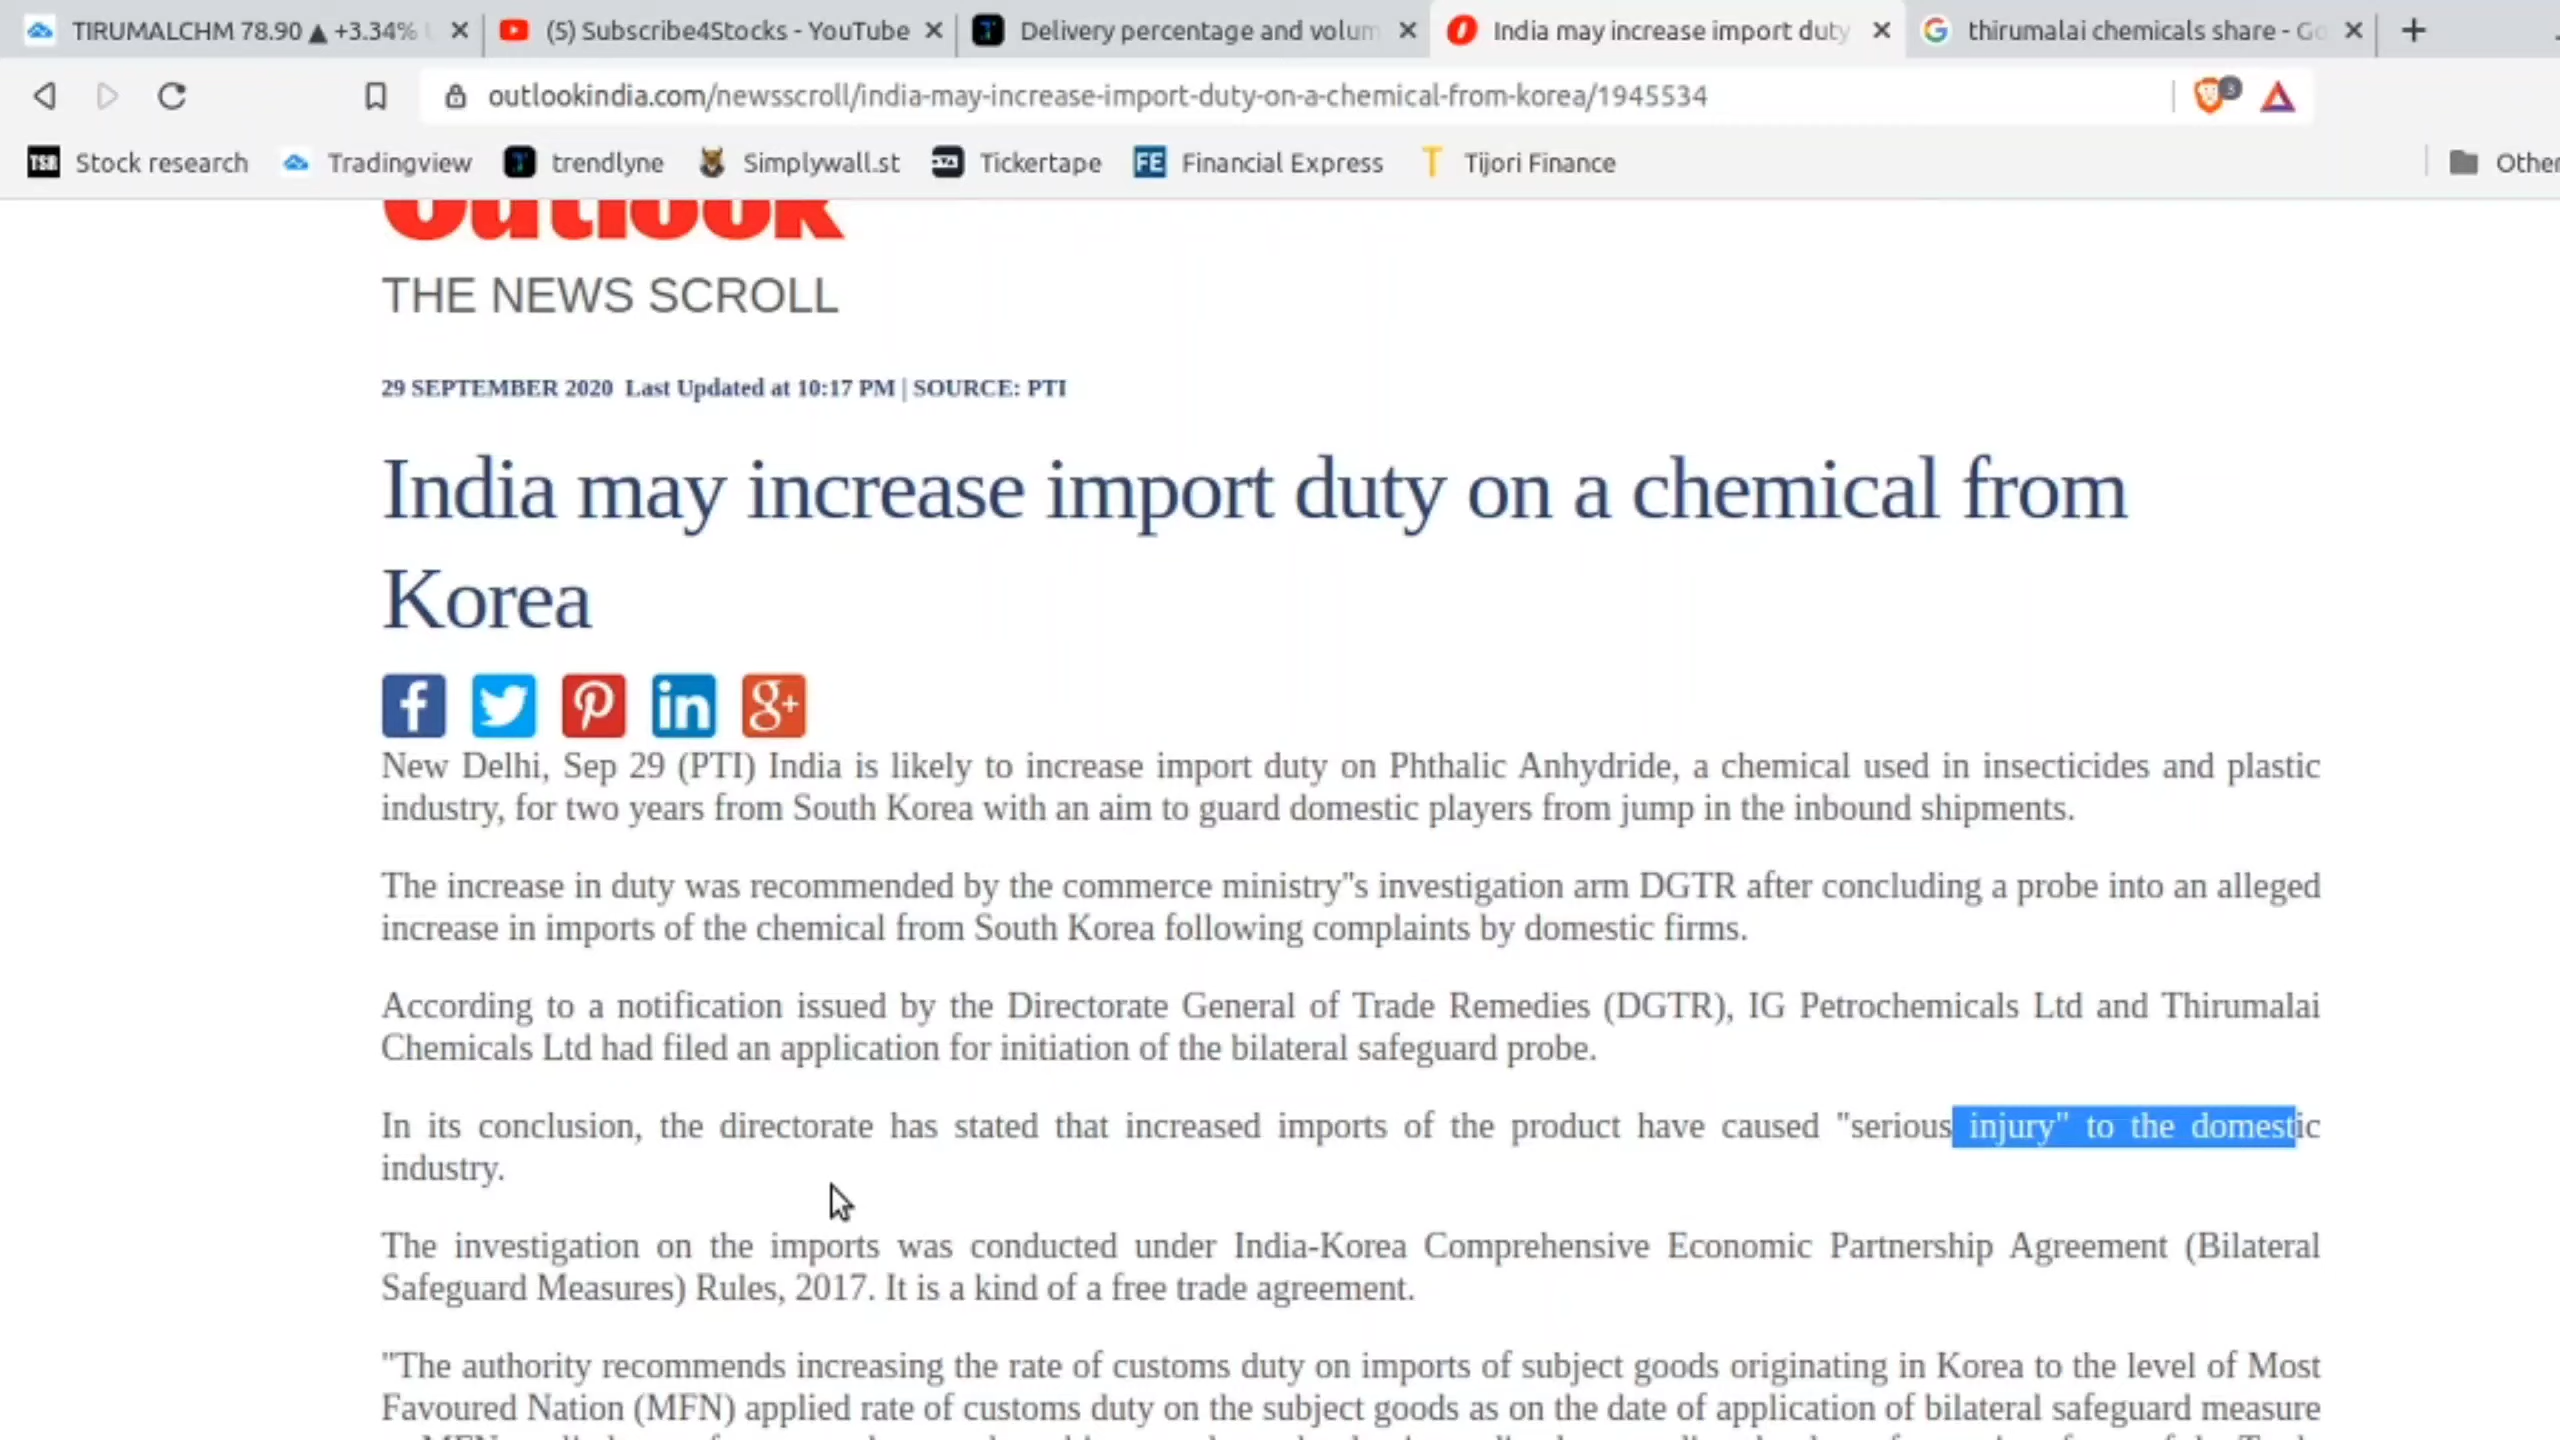 TIRUMALCHM 78.90 ▲ +3.34%
(5) Subscribe4Stocks - YouTube
Delivery percentage and volum
India may increase import duty
thirumalai chemicals share - Go
outlookindia.com/newsscroll/india-may-increase-import-duty-on-a-chemical-from-korea/1945534
3
TSR Stock research
Tradingview
trendlyne
Simplywall.st
Tickertape
FE Financial Express
Tijori Finance
Other
Outlook
THE NEWS SCROLL
29 SEPTEMBER 2020 Last Updated at 10:17 PM | SOURCE: PTI
India may increase import duty on a chemical from
Korea
New Delhi, Sep 29 (PTI) India is likely to increase import duty on Phthalic Anhydride, a chemical used in insecticides and plastic
industry, for two years from South Korea with an aim to guard domestic players from jump in the inbound shipments.
The increase in duty was recommended by the commerce ministry"s investigation arm DGTR after concluding a probe into an alleged
increase in imports of the chemical from South Korea following complaints by domestic firms.
According to a notification issued by the Directorate General of Trade Remedies (DGTR), IG Petrochemicals Ltd and Thirumalai
Chemicals Ltd had filed an application for initiation of the bilateral safeguard probe.
In its conclusion, the directorate has stated that increased imports of the product have caused "serious injury" to the domestic
industry.
The investigation on the imports was conducted under India-Korea Comprehensive Economic Partnership Agreement (Bilateral
Safeguard Measures) Rules, 2017. It is a kind of a free trade agreement.
"The authority recommends increasing the rate of customs duty on imports of subject goods originating in Korea to the level of Most
Favoured Nation (MFN) applied rate of customs duty on the subject goods as on the date of application of bilateral safeguard measure